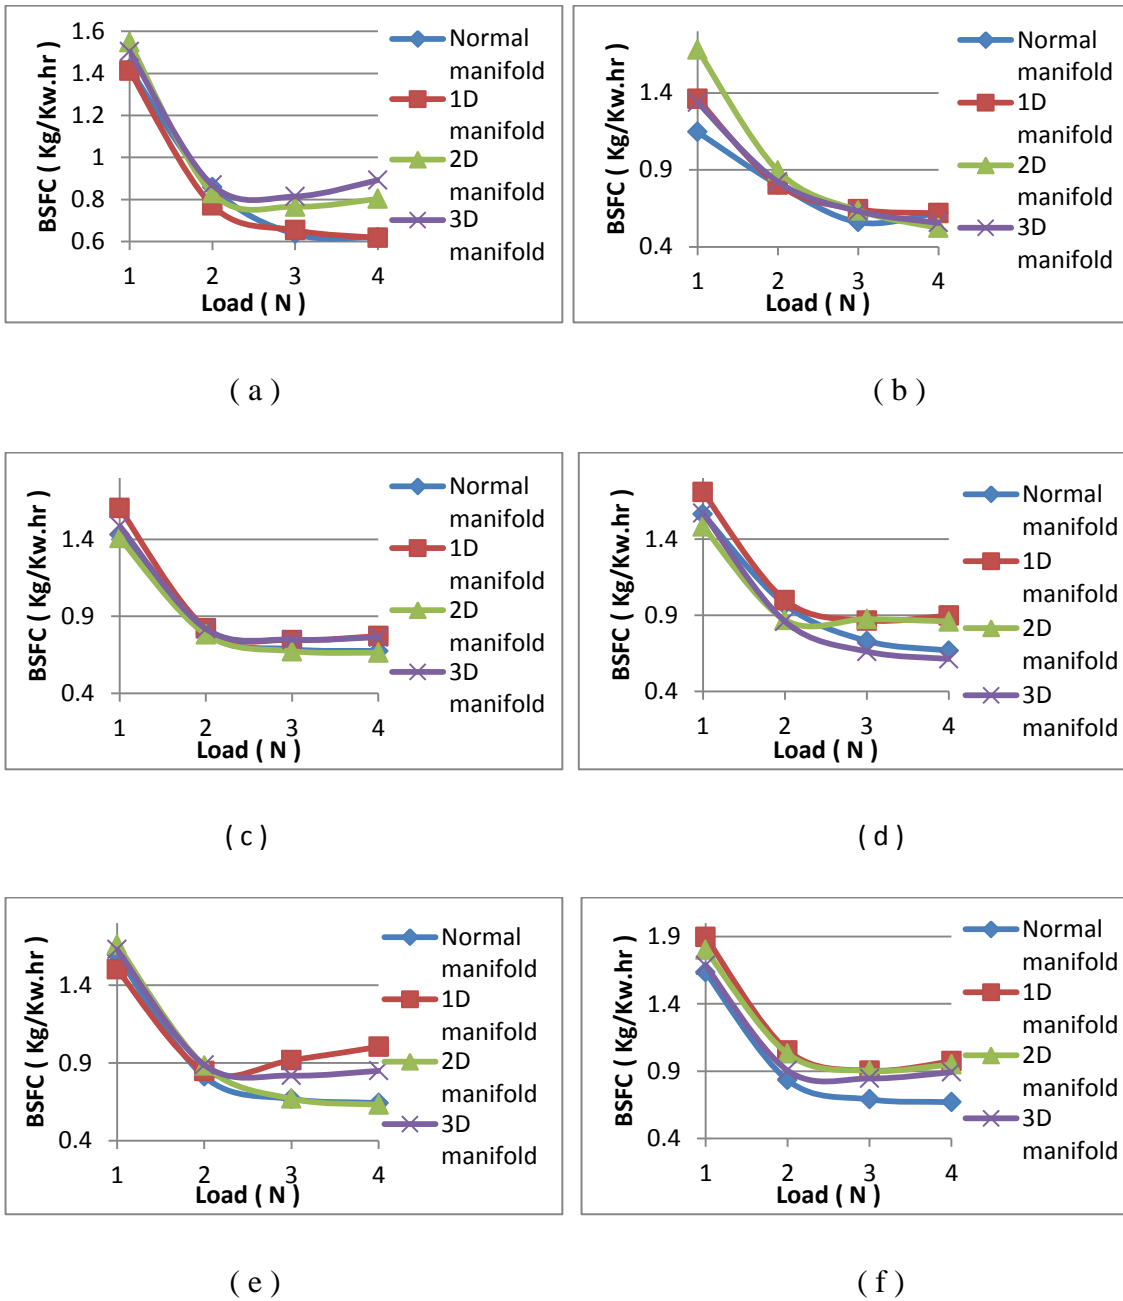 BSFC ( Kg/Kw.hr )
1.6
1.4
1.2
1
0.8
0.6
1 2 3 4
Load ( N )
Normal
manifold
1D
manifold
2D
manifold
3D
manifold
( a )
BSFC ( Kg/Kw.hr )
1.4
0.9
0.4
1 2 3 4
Load ( N )
Normal
manifold
1D
manifold
2D
manifold
3D
manifold
( b )
BSFC ( Kg/Kw.hr )
1.4
0.9
0.4
1 2 3 4
Load ( N )
Normal
manifold
1D
manifold
2D
manifold
3D
manifold
( c )
BSFC ( Kg/Kw.hr )
1.4
0.9
0.4
1 2 3 4
Load ( N )
Normal
manifold
1D
manifold
2D
manifold
3D
manifold
( d )
BSFC ( Kg/Kw.hr )
1.4
0.9
0.4
1 2 3 4
Load ( N )
Normal
manifold
1D
manifold
2D
manifold
3D
manifold
( e )
BSFC ( Kg/Kw.hr )
1.9
1.4
0.9
0.4
1 2 3 4
Load ( N )
Normal
manifold
1D
manifold
2D
manifold
3D
manifold
( f )